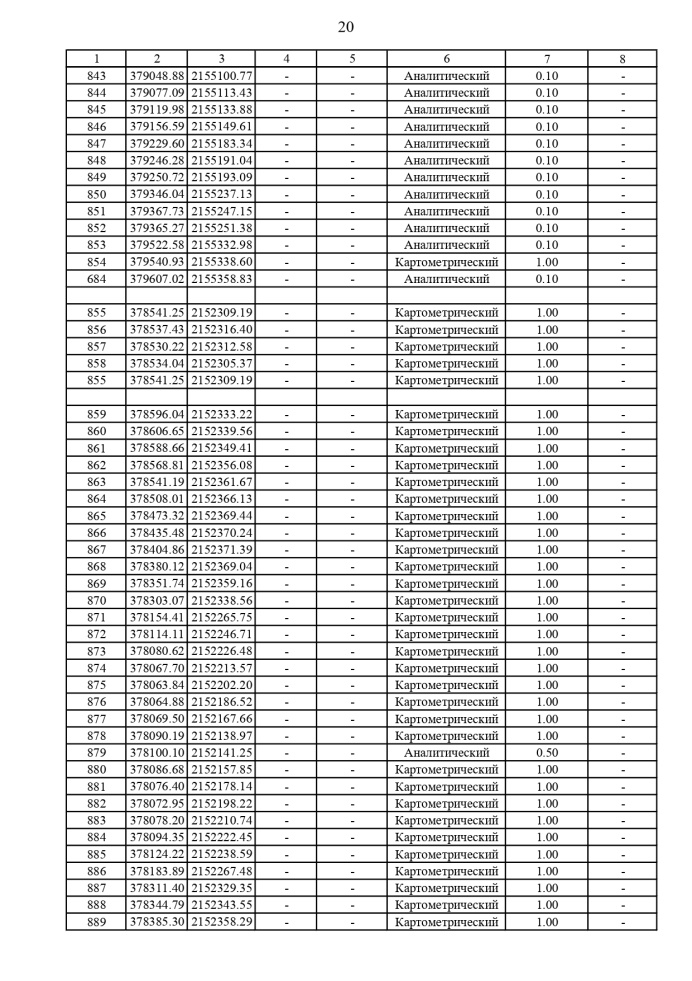 20
1 2 3 4 5 6 7 8
843 379048.88 2155100.77 - - Аналитический 0.10 -
844 379077.09 2155113.43 - - Аналитический 0.10 -
845 379119.98 2155133.88 - - Аналитический 0.10 -
846 379156.59 2155149.61 - - Аналитический 0.10 -
847 379229.60 2155183.34 - - Аналитический 0.10 -
848 379246.28 2155191.04 - - Аналитический 0.10 -
849 379250.72 2155193.09 - - Аналитический 0.10 -
850 379346.04 2155237.13 - - Аналитический 0.10 -
851 379367.73 2155247.15 - - Аналитический 0.10 -
852 379365.27 2155251.38 - - Аналитический 0.10 -
853 379522.58 2155332.98 - - Аналитический 0.10 -
854 379540.93 2155338.60 - - Картометрический 1.00 -
684 379607.02 2155358.83 - - Аналитический 0.10 -
855 378541.25 2152309.19 - - Картометрический 1.00 -
856 378537.43 2152316.40 - - Картометрический 1.00 -
857 378530.22 2152312.58 - - Картометрический 1.00 -
858 378534.04 2152305.37 - - Картометрический 1.00 -
855 378541.25 2152309.19 - - Картометрический 1.00 -
859 378596.04 2152333.22 - - Картометрический 1.00 -
860 378606.65 2152339.56 - - Картометрический 1.00 -
861 378588.66 2152349.41 - - Картометрический 1.00 -
862 378568.81 2152356.08 - - Картометрический 1.00 -
863 378541.19 2152361.67 - - Картометрический 1.00 -
864 378508.01 2152366.13 - - Картометрический 1.00 -
865 378473.32 2152369.44 - - Картометрический 1.00 -
866 378435.48 2152370.24 - - Картометрический 1.00 -
867 378404.86 2152371.39 - - Картометрический 1.00 -
868 378380.12 2152369.04 - - Картометрический 1.00 -
869 378351.74 2152359.16 - - Картометрический 1.00 -
870 378303.07 2152338.56 - - Картометрический 1.00 -
871 378154.41 2152265.75 - - Картометрический 1.00 -
872 378114.11 2152246.71 - - Картометрический 1.00 -
873 378080.62 2152226.48 - - Картометрический 1.00 -
874 378067.70 2152213.57 - - Картометрический 1.00 -
875 378063.84 2152202.20 - - Картометрический 1.00 -
876 378064.88 2152186.52 - - Картометрический 1.00 -
877 378069.50 2152167.66 - - Картометрический 1.00 -
878 378090.19 2152138.97 - - Картометрический 1.00 -
879 378100.10 2152141.25 - - Аналитический 0.50 -
880 378086.68 2152157.85 - - Картометрический 1.00 -
881 378076.40 2152178.14 - - Картометрический 1.00 -
882 378072.95 2152198.22 - - Картометрический 1.00 -
883 378078.20 2152210.74 - - Картометрический 1.00 -
884 378094.35 2152222.45 - - Картометрический 1.00 -
885 378124.22 2152238.59 - - Картометрический 1.00 -
886 378183.89 2152267.48 - - Картометрический 1.00 -
887 378311.40 2152329.35 - - Картометрический 1.00 -
888 378344.79 2152343.55 - - Картометрический 1.00 -
889 378385.30 2152358.29 - - Картометрический 1.00 -